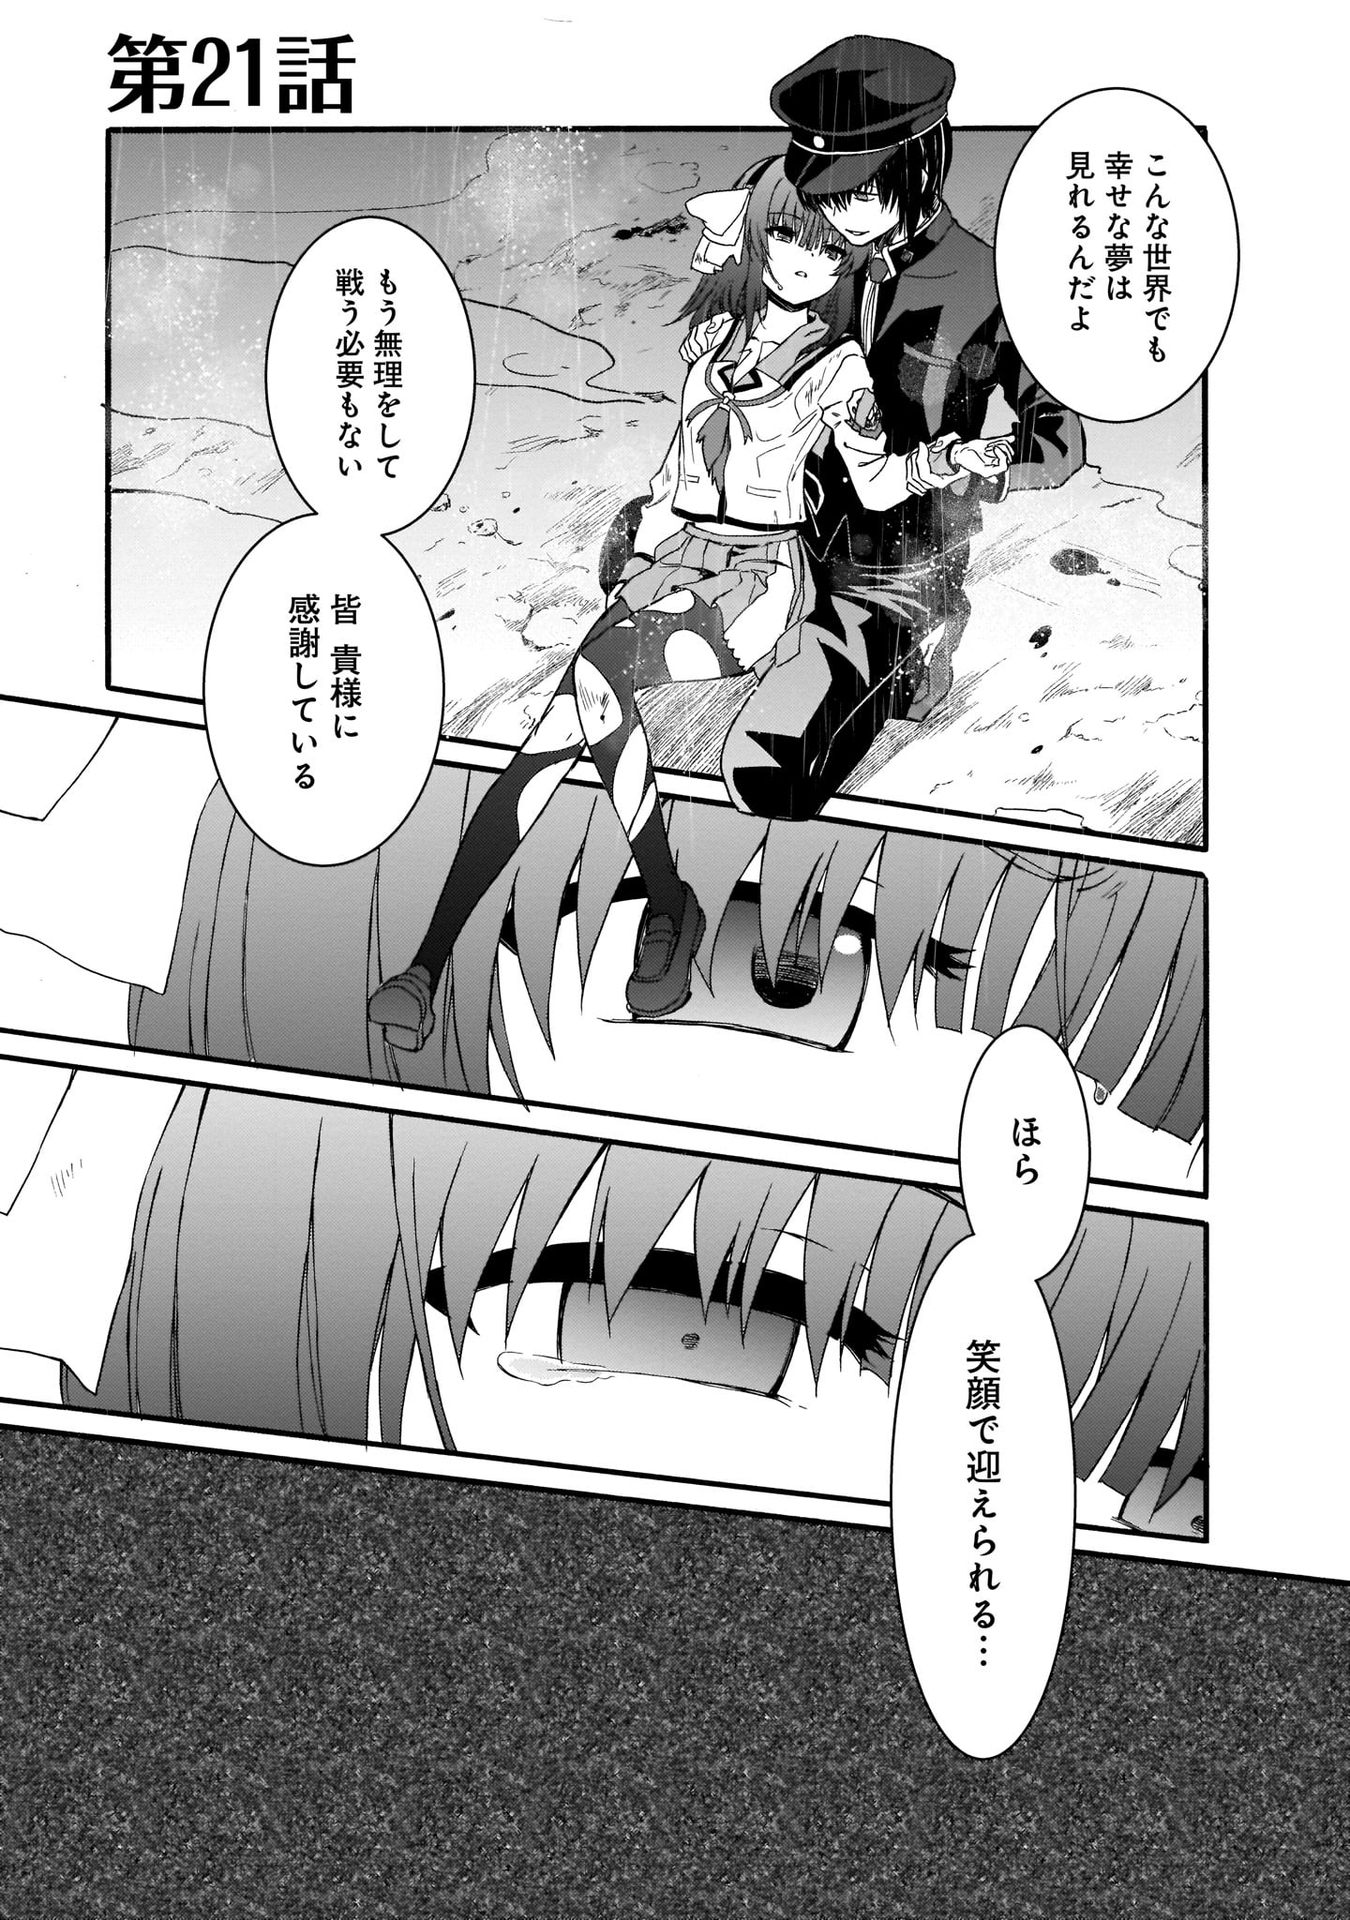 第21話
こんな世界でも
幸せな夢は
見れるんだよ
もう無理をして
戦う必要もない
皆 貴様に
感謝している
ほら
笑顔で迎えられる…